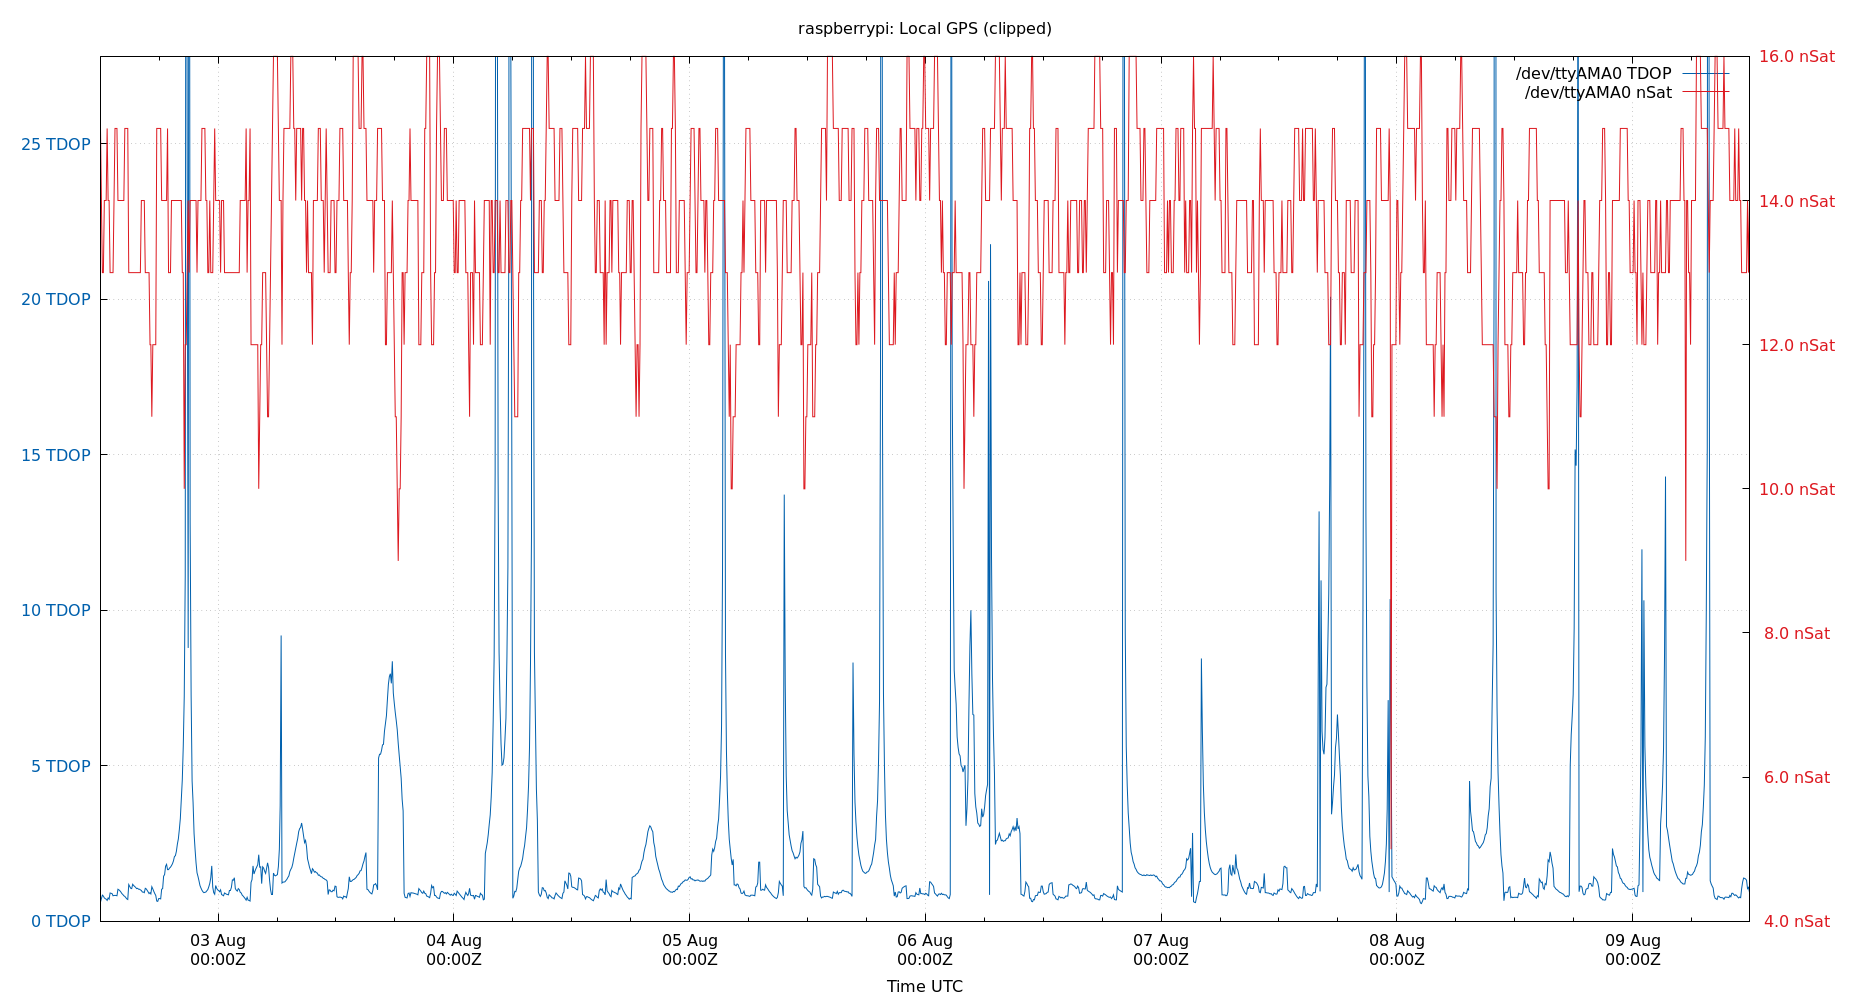 raspberrypi: Local GPS (clipped)
/dev/ttyAMA0 TDOP
/dev/ttyAMA0 nSat
25 TDOP
20 TDOP
15 TDOP
10 TDOP
5 TDOP
0 TDOP
16.0 nSat
14.0 nSat
12.0 nSat
10.0 nSat
8.0 nSat
6.0 nSat
4.0 nSat
03 Aug
00:00Z
04 Aug
00:00Z
05 Aug
00:00Z
06 Aug
00:00Z
07 Aug
00:00Z
08 Aug
00:00Z
09 Aug
00:00Z
Time UTC